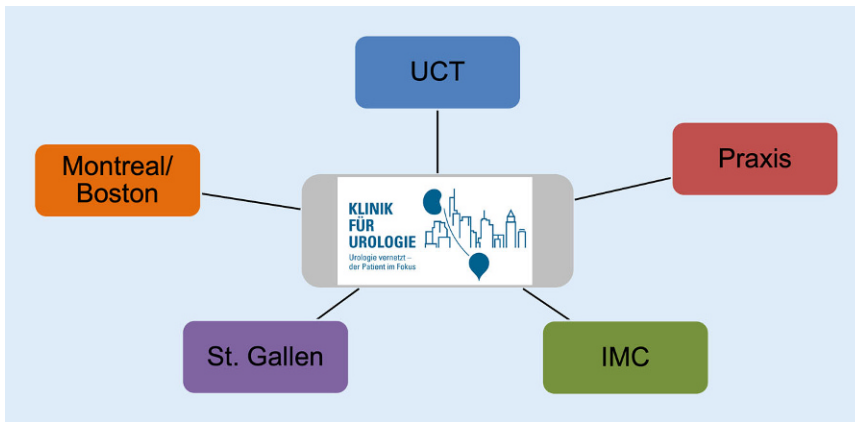 UCT
Montreal/
Boston
Praxis
KLINIK
FÜR
UROLOGIE
Urologie vernetzt –
der Patient im Fokus
St. Gallen
IMC